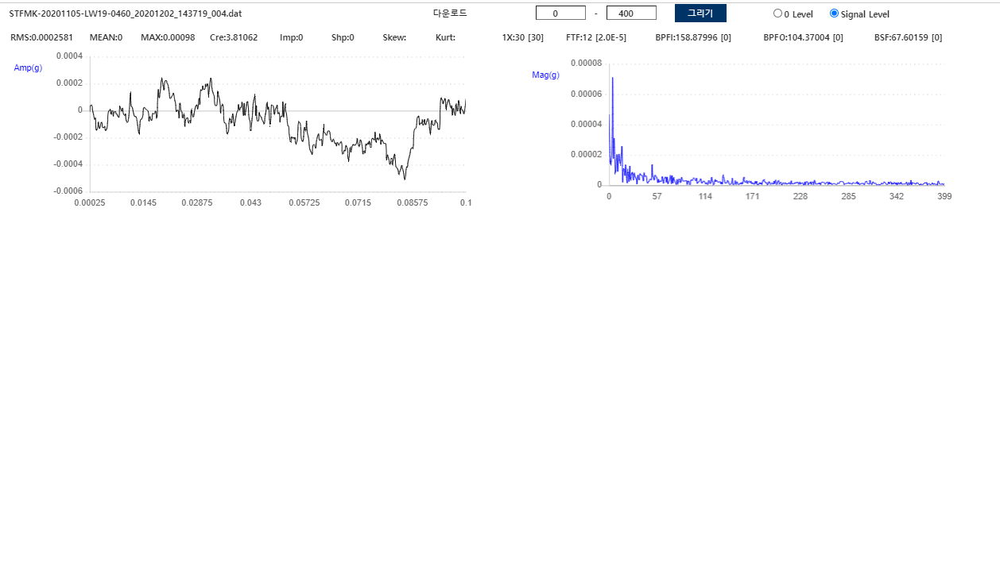 STFMK-20201105-LW19-0460_20201202_143719_004.dat 다운로드 0 - 400 그리기 0 Level Signal Level
RMS:0.0002581 MEAN:0 MAX:0.00098 Cre:3.81062 Imp:0 Shp:0 Skew: Kurt: 1X:30 [30] FTF:12 [2.0E-5] BPFI:158.87996 [0] BPFO:104.37004 [0] BSF:67.60159 [0]
Amp(g)
0.0004
0.0002
0
-0.0002
-0.0004
-0.0006
0.00025 0.0145 0.02875 0.043 0.05725 0.0715 0.08575 0.1
Mag(g)
0.00008
0.00006
0.00004
0.00002
0
0 57 114 171 228 285 342 399